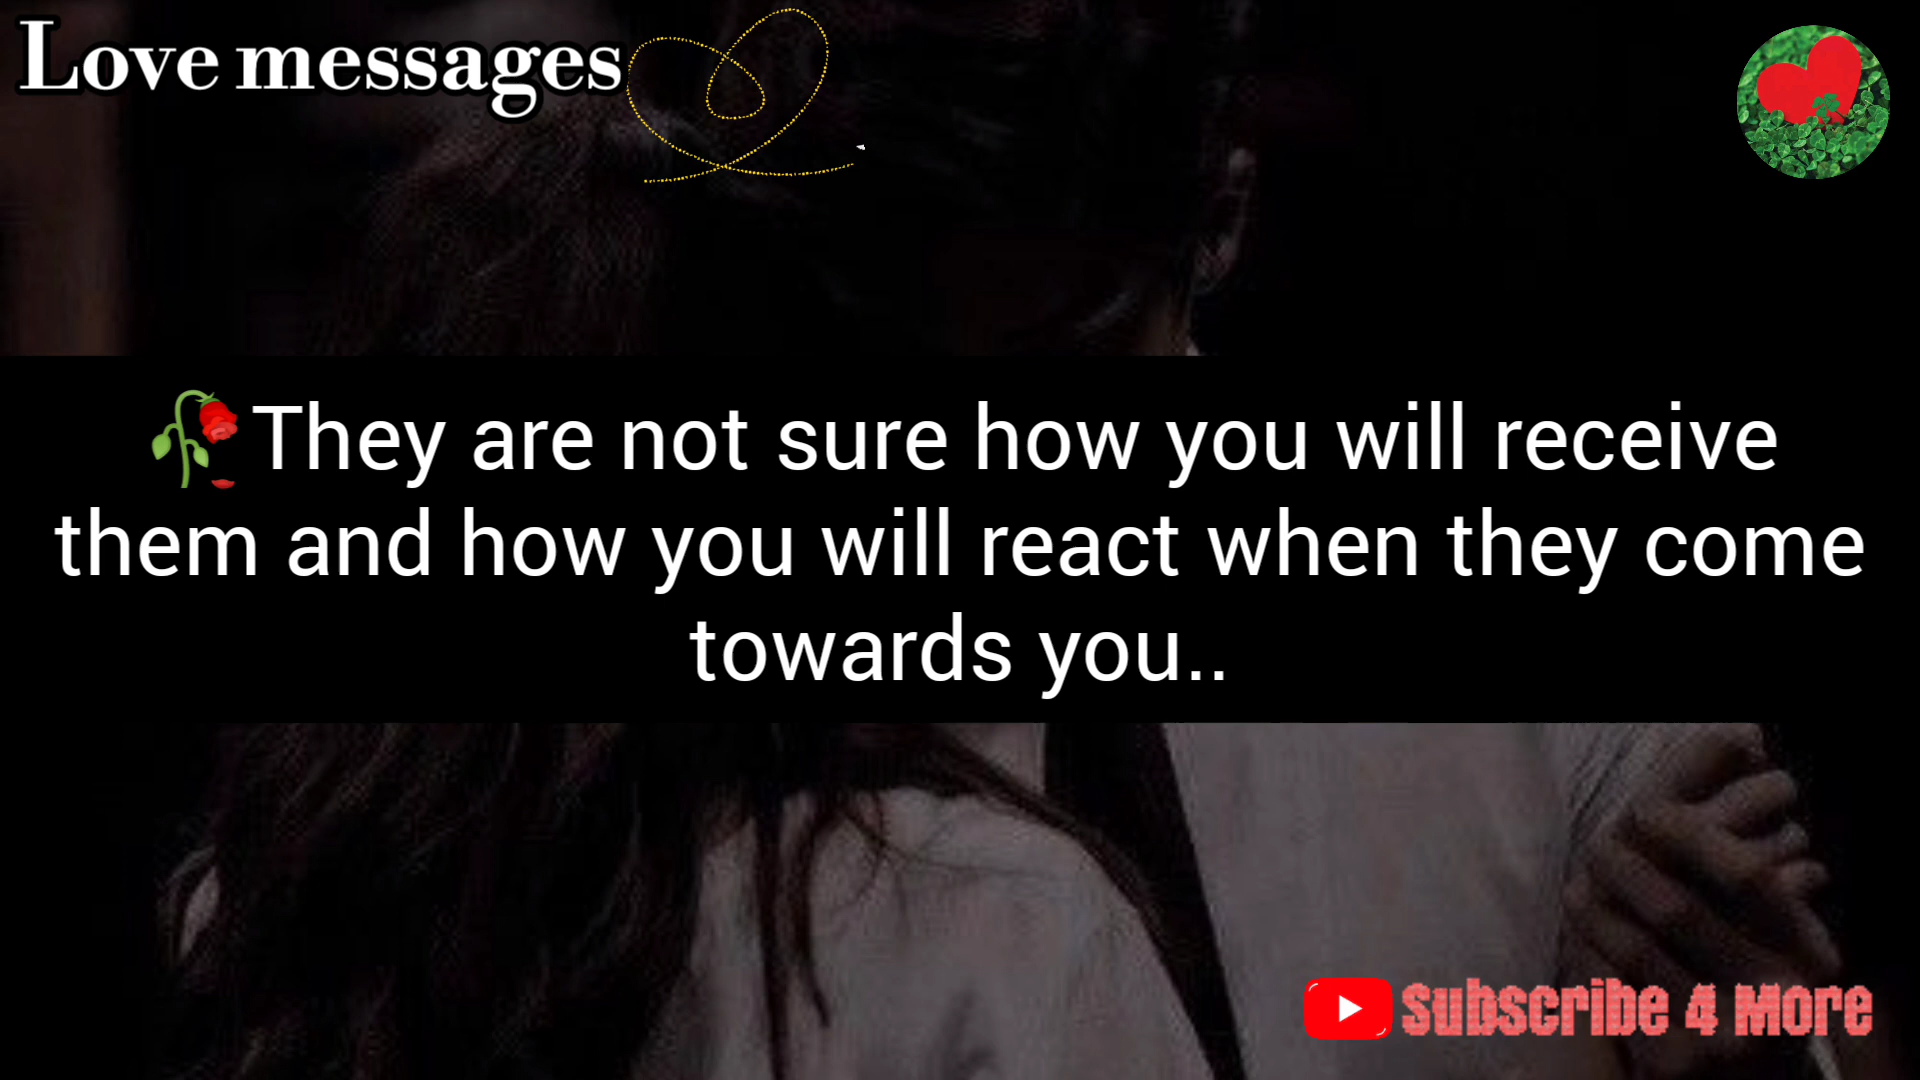 Love messages
🥀They are not sure how you will receive
them and how you will react when they come
towards you..
Subscribe 4 More